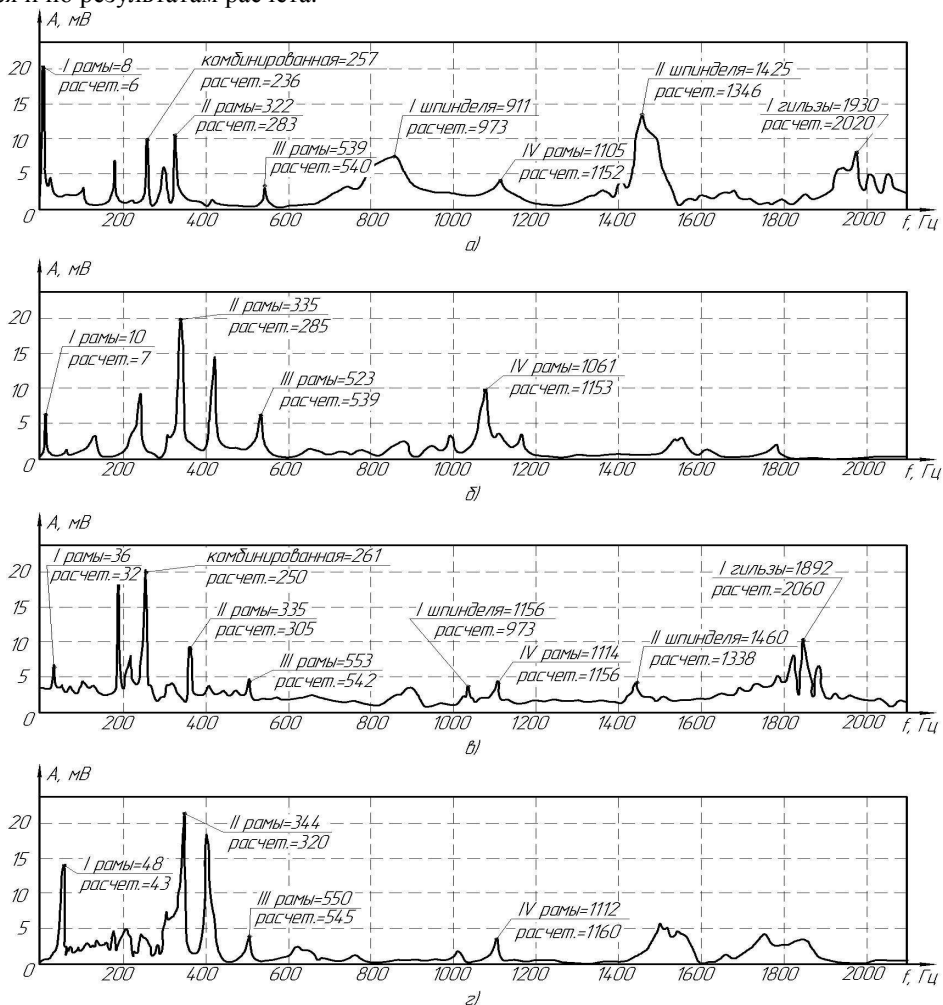 ся и по результатам расчета.
А, мВ
I рамы=8
расчет.=6
комбинированная=257
расчет.=236
II рамы=322
расчет.=283
III рамы=539
расчет.=540
I шпинделя=911
расчет.=973
IV рамы=1105
расчет.=1152
II шпинделя=1425
расчет.=1346
I гильзы=1930
расчет.=2020
20
15
10
5
0
200 400 600 800 1000 1200 1400 1600 1800 2000 f, Гц
а)
А, мВ
I рамы=10
расчет.=7
II рамы=335
расчет.=285
III рамы=523
расчет.=539
IV рамы=1061
расчет.=1153
20
15
10
5
0
200 400 600 800 1000 1200 1400 1600 1800 2000 f, Гц
б)
А, мВ
I рамы=36
расчет.=32
комбинированная=261
расчет.=250
II рамы=335
расчет.=305
III рамы=553
расчет.=542
I шпинделя=1156
расчет.=973
IV рамы=1114
расчет.=1156
II шпинделя=1460
расчет.=1338
I гильзы=1892
расчет.=2060
20
15
10
5
0
200 400 600 800 1000 1200 1400 1600 1800 2000 f, Гц
в)
А, мВ
I рамы=48
расчет.=43
II рамы=344
расчет.=320
III рамы=550
расчет.=545
IV рамы=1112
расчет.=1160
20
15
10
5
0
200 400 600 800 1000 1200 1400 1600 1800 2000 f, Гц
г)